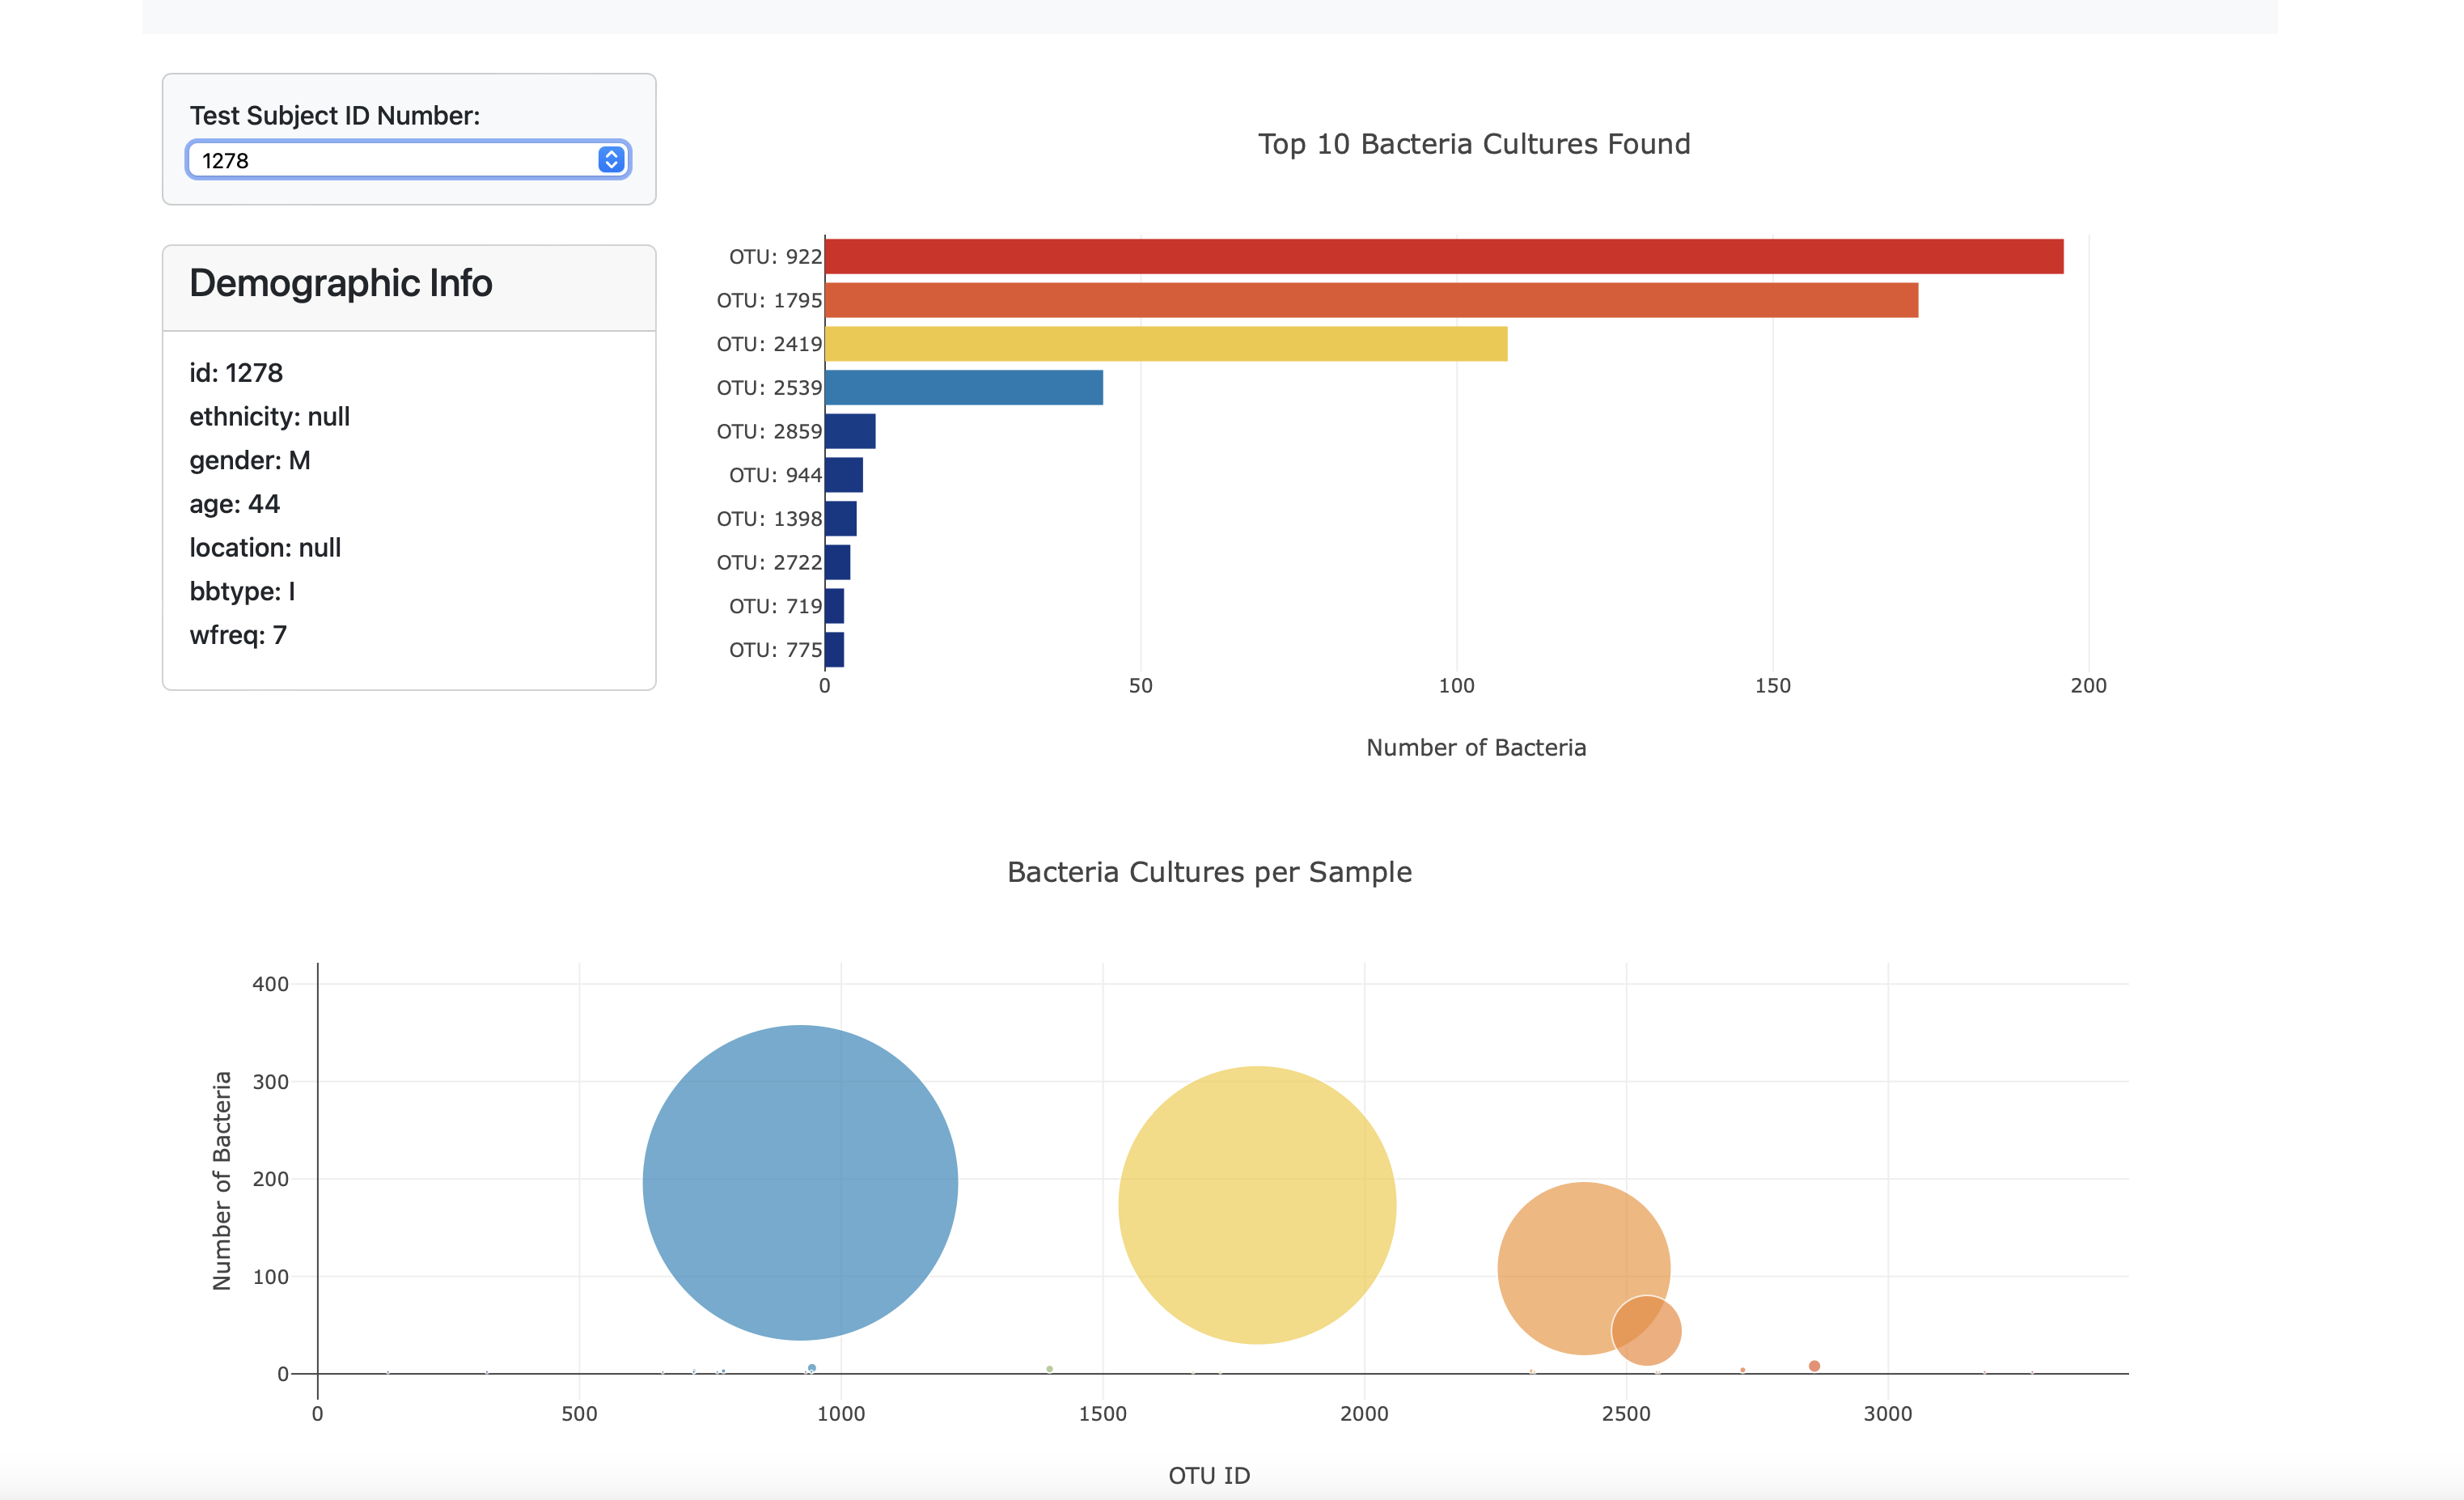 Test Subject ID Number:
1278
Demographic Info
id: 1278
ethnicity: null
gender: M
age: 44
location: null
bbtype: I
wfreq: 7
Top 10 Bacteria Cultures Found
OTU: 922
OTU: 1795
OTU: 2419
OTU: 2539
OTU: 2859
OTU: 944
OTU: 1398
OTU: 2722
OTU: 719
OTU: 775
0 50 100 150 200
Number of Bacteria
Bacteria Cultures per Sample
Number of Bacteria
400
300
200
100
0
0 500 1000 1500 2000 2500 3000
OTU ID